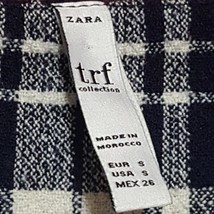 ZARA
trf
collection
MADE IN
MOROCCO
EUR S
USA S
MEX 26